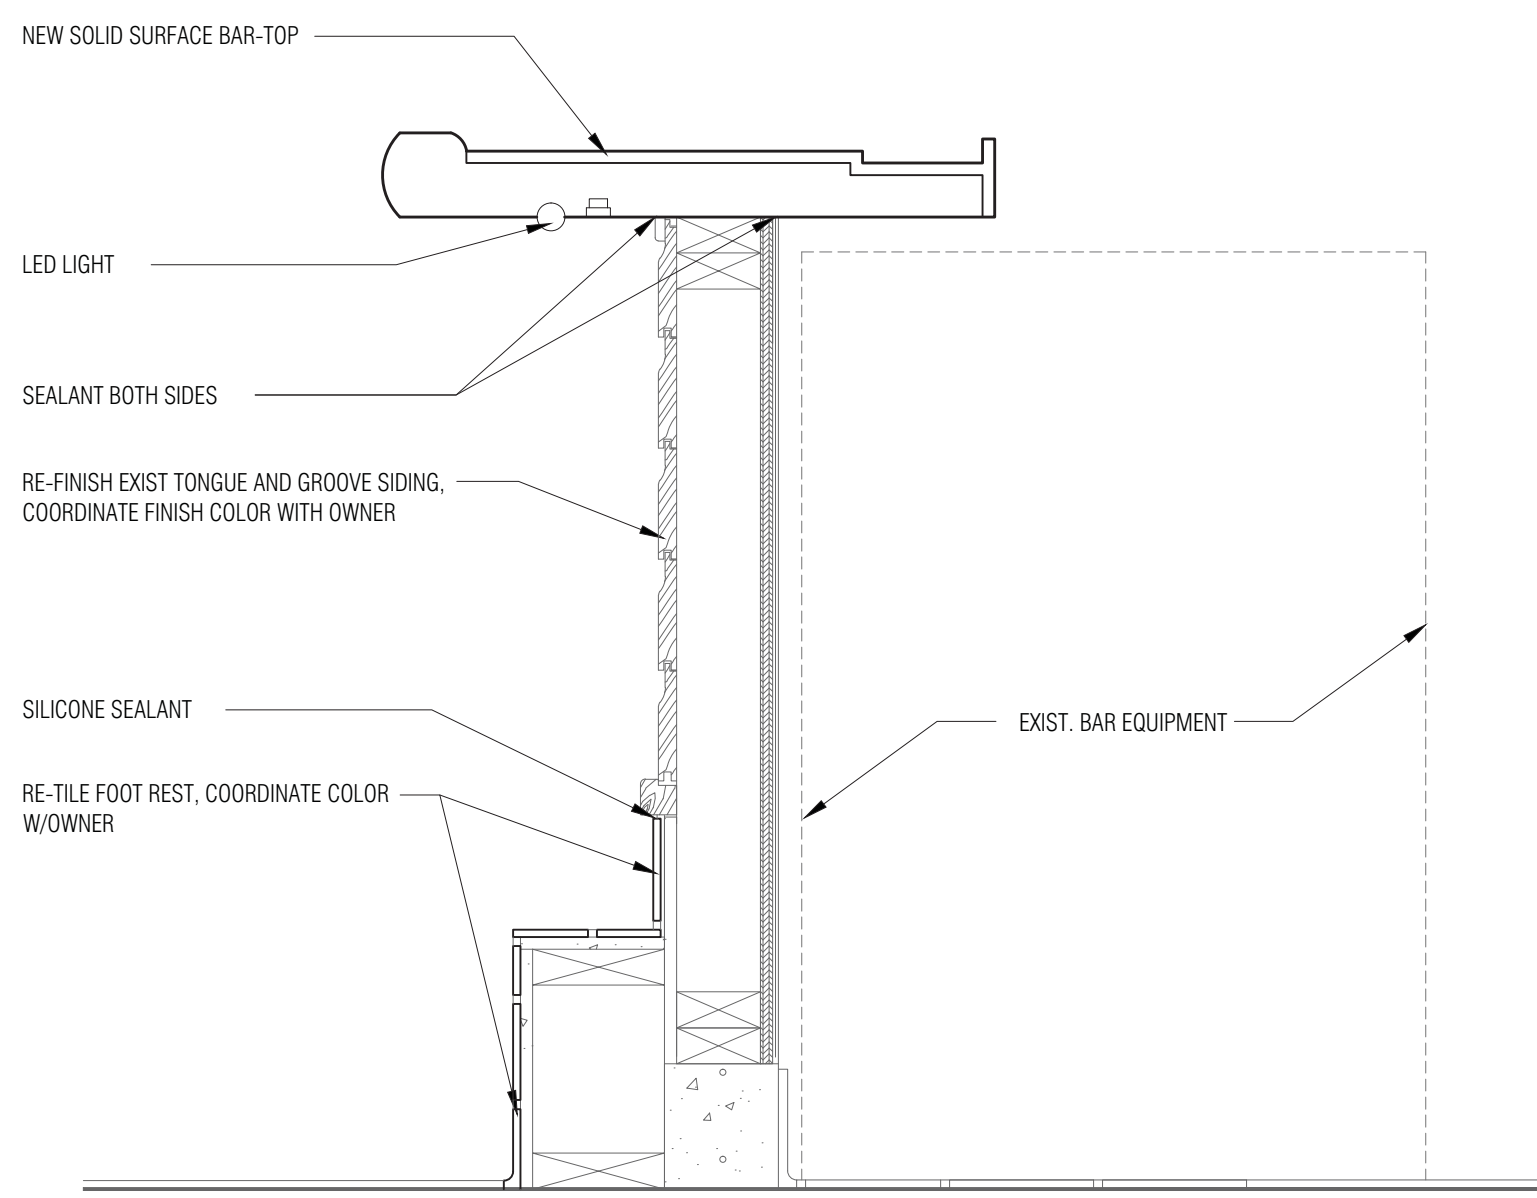 NEW SOLID SURFACE BAR-TOP
LED LIGHT
SEALANT BOTH SIDES
RE-FINISH EXIST TONGUE AND GROOVE SIDING,
COORDINATE FINISH COLOR WITH OWNER
SILICONE SEALANT
EXIST. BAR EQUIPMENT
RE-TILE FOOT REST, COORDINATE COLOR
W/OWNER